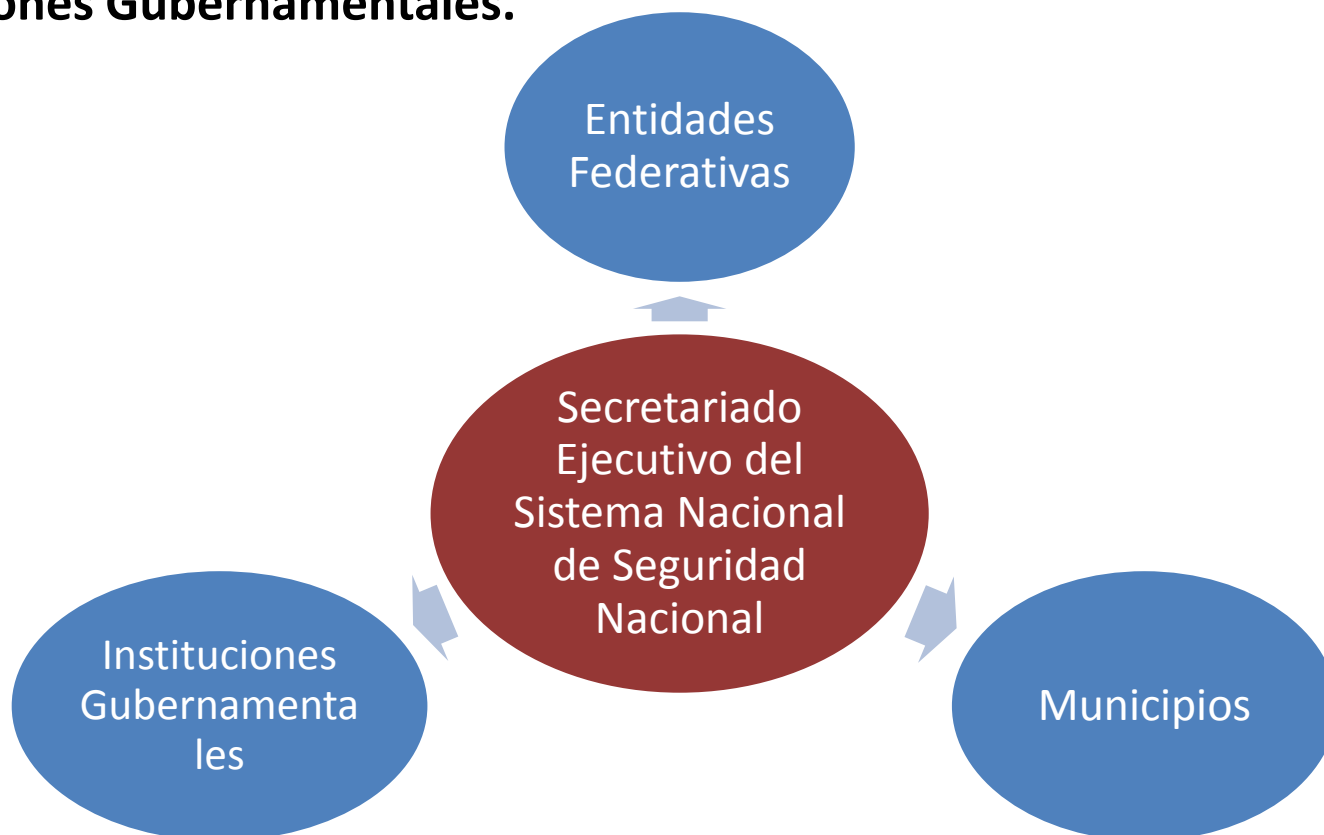 ones Gubernamentales.
Entidades
Federativas
Secretariado
Ejecutivo del
Sistema Nacional
de Seguridad
Nacional
Instituciones
Gubernamenta
les
Municipios